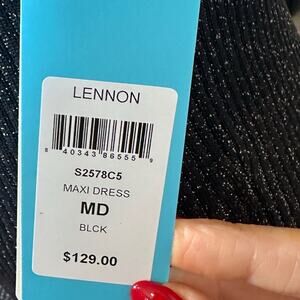 LENNON
8 40343 86555 9
S2578C5
MAXI DRESS
MD
BLCK
$129.00